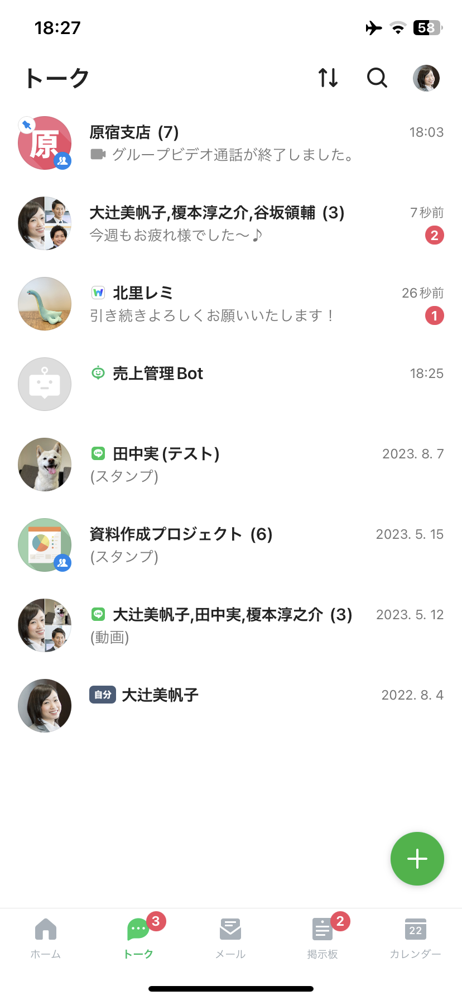 18:27
58
トーク
原
原宿支店 (7)
18:03
グループビデオ通話が終了しました。
大辻美帆子,榎本淳之介,谷坂領輔 (3)
7秒前
今週もお疲れ様でした〜♪
2
北里レミ
26秒前
引き続きよろしくお願いいたします！
1
売上管理Bot
18:25
LINE
田中実(テスト)
2023. 8. 7
(スタンプ)
資料作成プロジェクト (6)
2023. 5. 15
(スタンプ)
LINE
大辻美帆子,田中実,榎本淳之介 (3)
2023. 5. 12
(動画)
自分
大辻美帆子
2022. 8. 4
3
2
22
ホーム
トーク
メール
掲示板
カレンダー